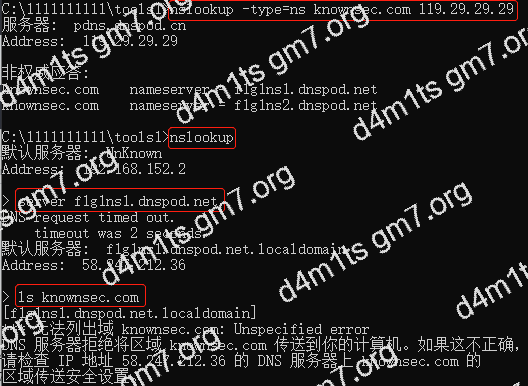 C:\1111111111\tools1>nslookup -type=ns knownsec.com 119.29.29.29
服务器: pdns.dnspod.cn
Address: 119.29.29.29
非权威应答:
knownsec.com nameserver = f1g1ns1.dnspod.net
knownsec.com nameserver = f1g1ns2.dnspod.net
C:\1111111111\tools1>nslookup
默认服务器: UnKnown
Address: 192.168.152.2
> server f1g1ns1.dnspod.net
DNS request timed out.
timeout was 2 seconds.
默认服务器: f1g1ns1.dnspod.net.localdomain
Address: 58.212.36
> ls knownsec.com
[f1g1ns1.dnspod.net.localdomain]
无法列出域 knownsec.com: Unspecified error
DNS 服务器拒绝将区域 knownsec.com 传送到你的计算机。如果这不正确,
请检查 IP 地址 58.212.36 的 DNS 服务器上 knownsec.com 的
区域传送安全设置
d4m1ts gm7.org
d4m1ts gm7.org
d4m1ts gm7.org
d4m1ts gm7.org
d4m1ts gm7.org
d4m1ts gm7.org